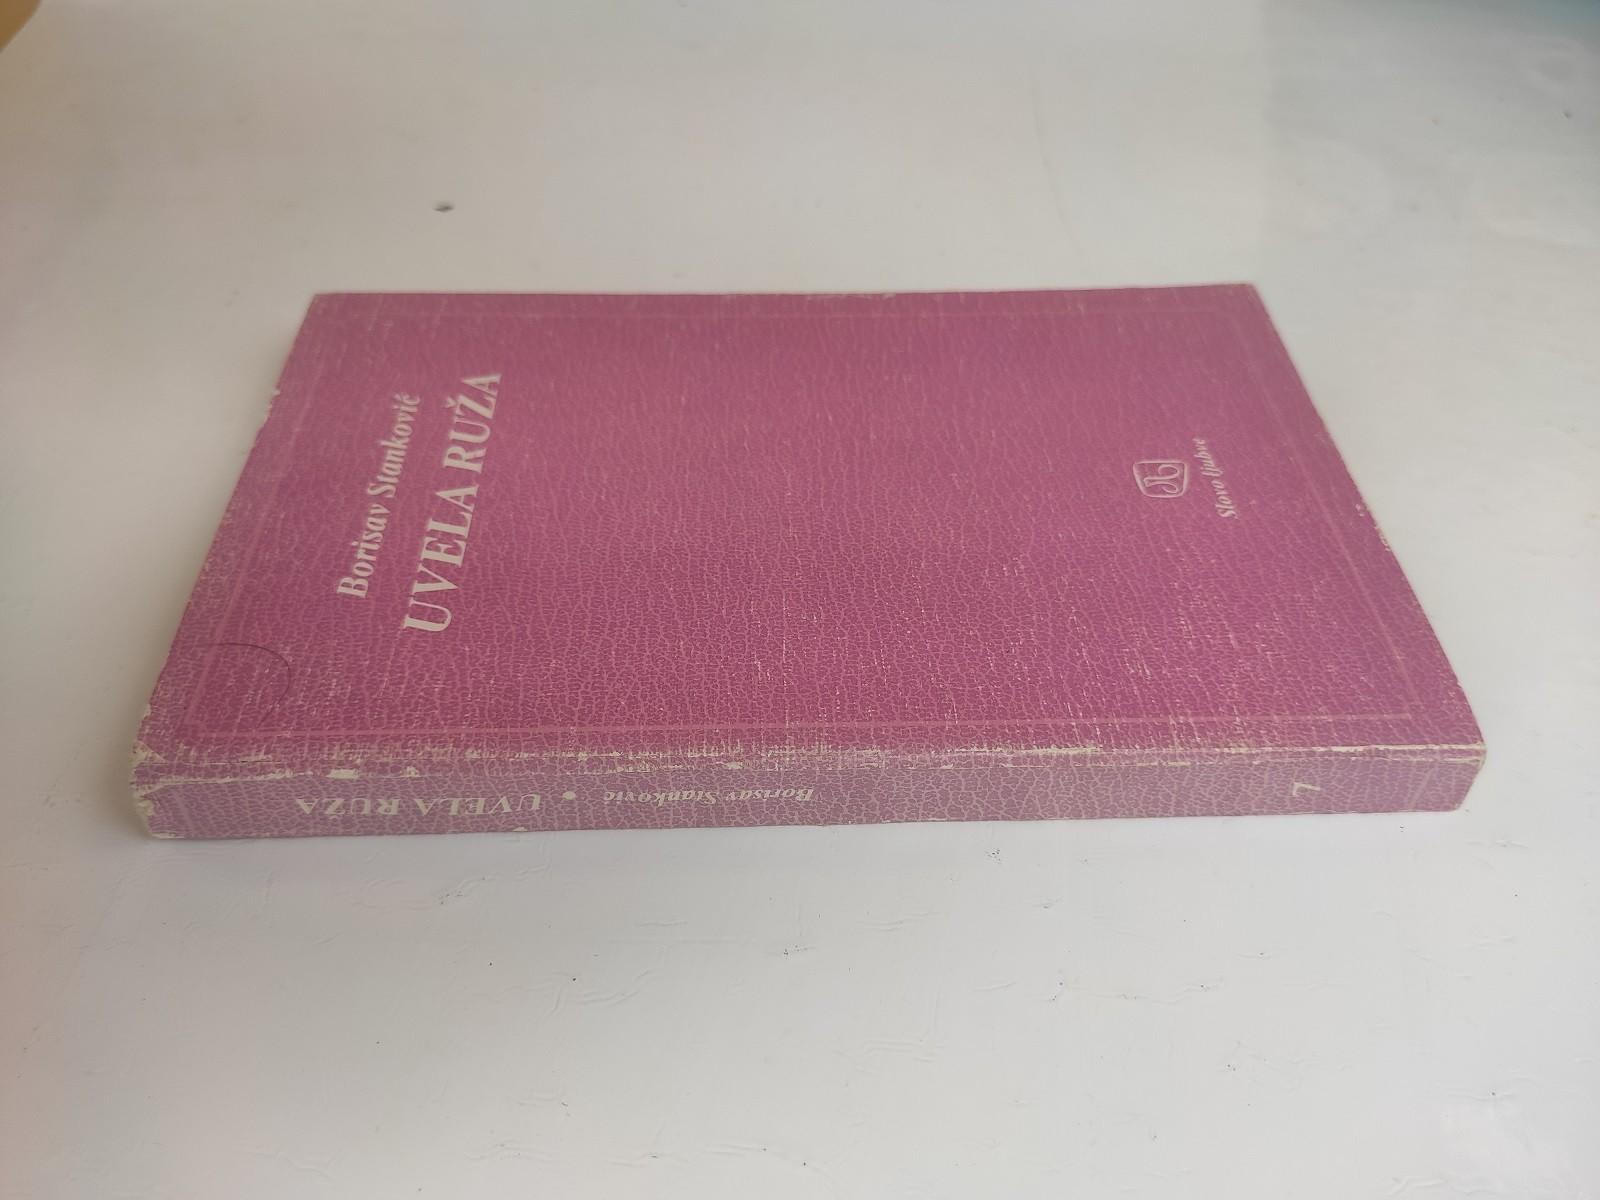 Borisav Stanković
UVELA RUŽA
Slovo ljubve
Borisav Stanković • UVELA RUŽA
7